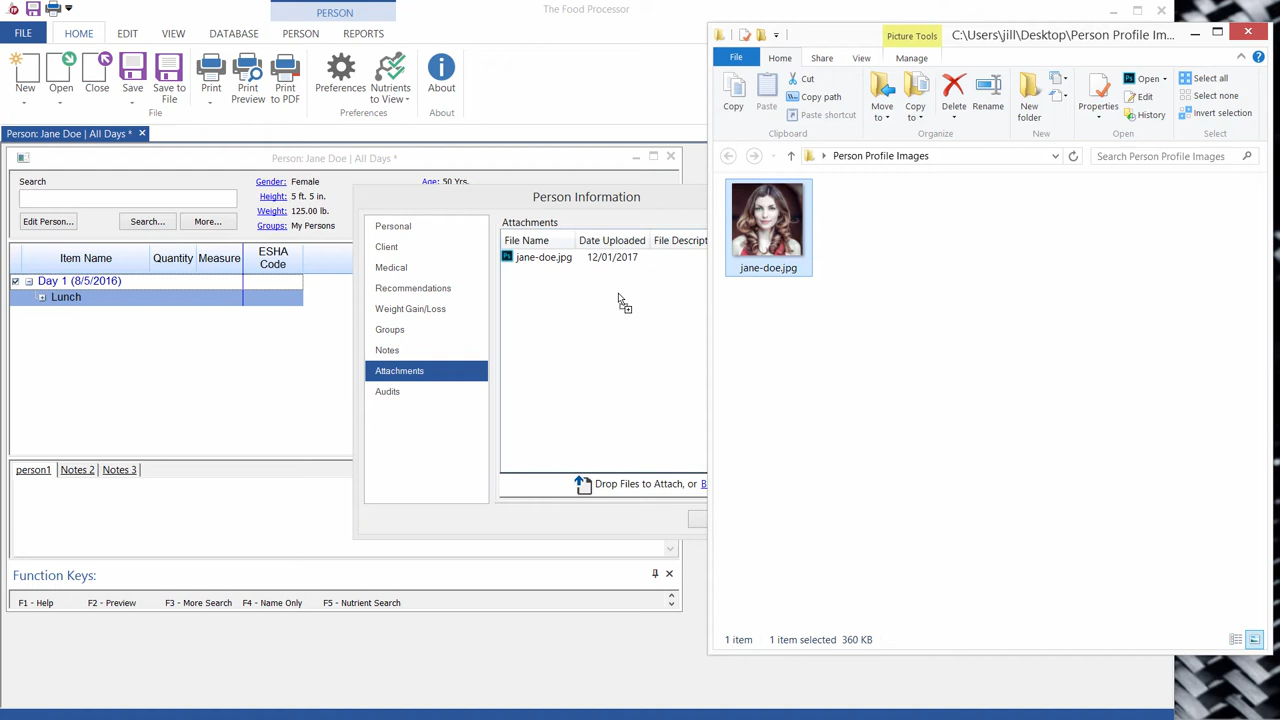 PERSON
The Food Processor
FILE HOME EDIT VIEW DATABASE PERSON REPORTS
New Open Close Save Save to File Print Print Preview Print to PDF Preferences Nutrients to View About
Preferences About
Person: Jane Doe | All Days *
Person: Jane Doe | All Days *
Search
Gender: Female Age: 50 Yrs.
Height: 5 ft. 5 in.
Weight: 125.00 lb.
Groups: My Persons
Edit Person... Search... More...
Item Name Quantity Measure ESHA Code
Day 1 (8/5/2016)
Lunch
person1 Notes 2 Notes 3
Function Keys:
F1 - Help F2 - Preview F3 - More Search F4 - Name Only F5 - Nutrient Search
Person Information
Personal
Client
Medical
Recommendations
Weight Gain/Loss
Groups
Notes
Attachments
Audits
Attachments
File Name Date Uploaded File Descript
jane-doe.jpg 12/01/2017
Drop Files to Attach, or B
Picture Tools
C:\Users\jill\Desktop\Person Profile Im...
File Home Share View Manage
Copy Paste Cut
Copy path
Paste shortcut
Move to Copy to Delete Rename
New folder
Properties Open
Edit
History
Select all
Select none
Invert selection
Clipboard Organize New Open Select
Person Profile Images
Search Person Profile Images
jane-doe.jpg
1 item 1 item selected 360 KB